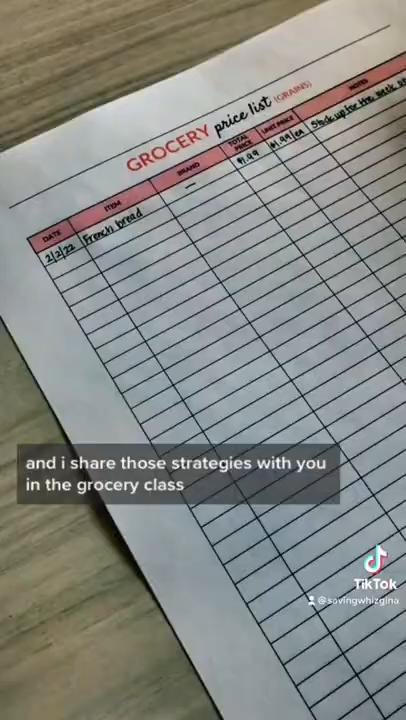 GROCERY price list (GRAINS)
DATE ITEM BRAND TOTAL PRICE UNIT PRICE NOTES
2/2/22 French bread — $1.99 $1.99/ea Stock up for the week
and i share those strategies with you
in the grocery class
TikTok
@savingwhizgina